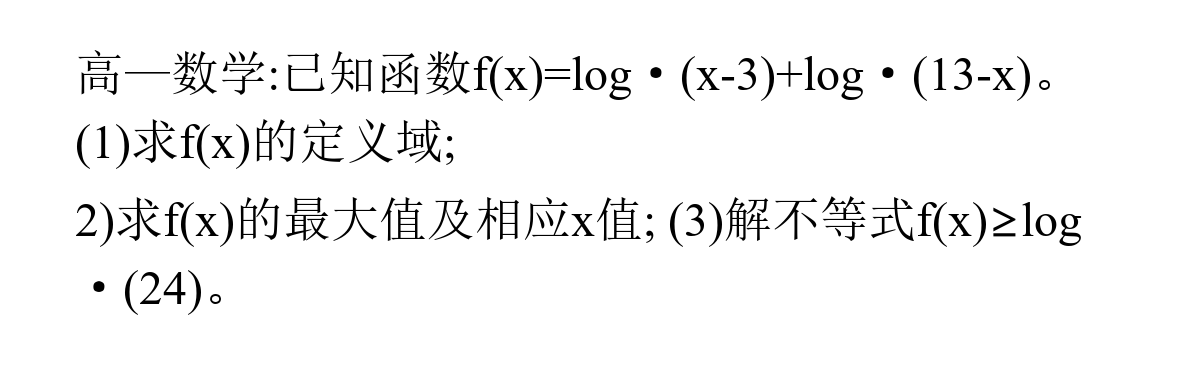 高一数学:已知函数f(x)=log·(x-3)+log·(13-x)。
(1)求f(x)的定义域;
2)求f(x)的最大值及相应x值; (3)解不等式f(x)≥log
·(24)。